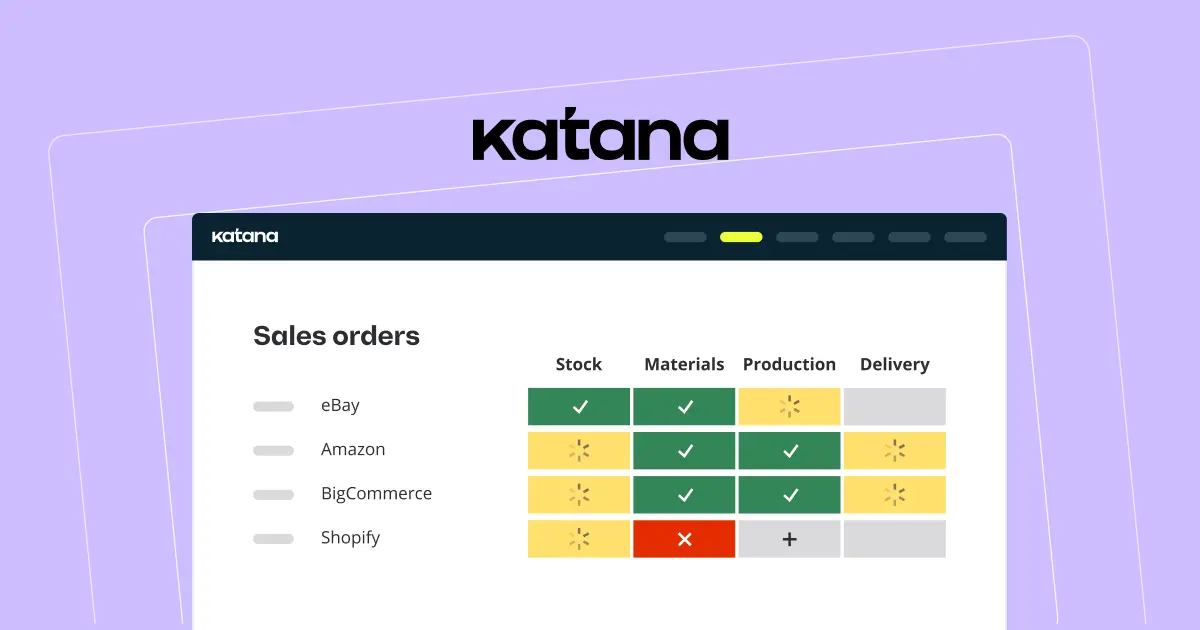 katana
katana
Sales orders
Stock Materials Production Delivery
eBay
Amazon
BigCommerce
Shopify